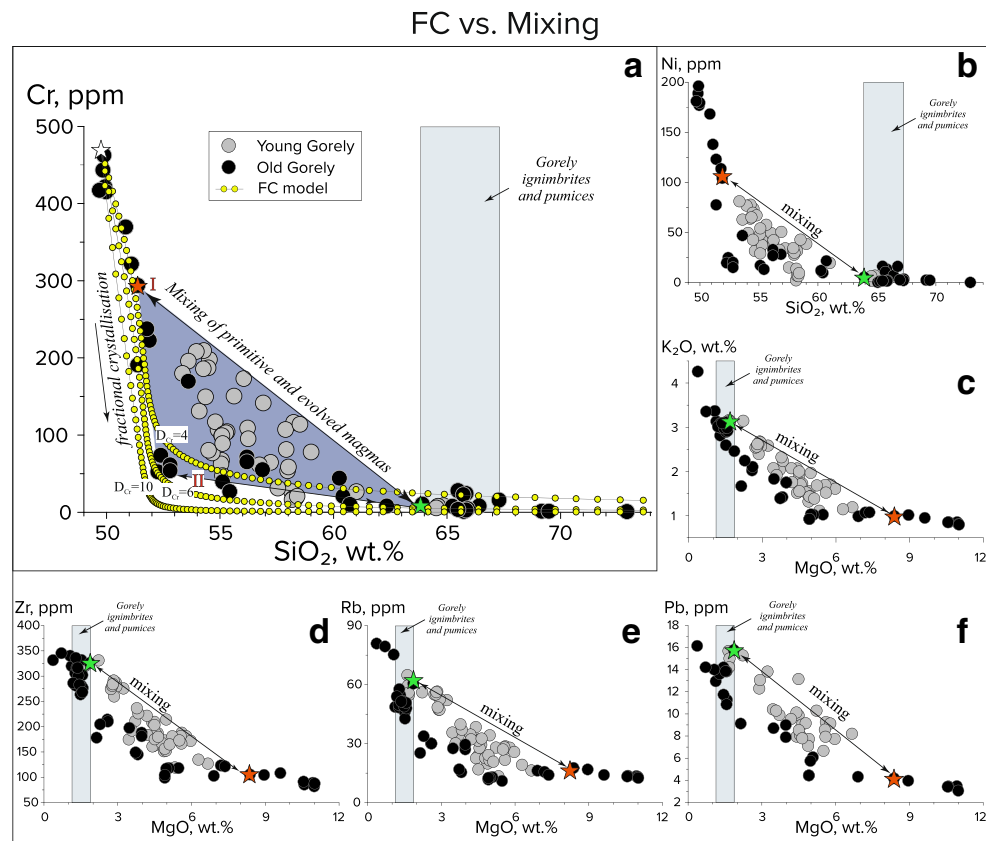 FC vs. Mixing
a
Cr, ppm
500
400
300
200
100
0
50
55
60
65
70
SiO₂, wt.%
Young Gorely
Old Gorely
FC model
Gorely
ignimbrites
and pumices
I
II
Mixing of primitive and evolved magmas
fractional crystallisation
D_Cr=4
D_Cr=10
D_Cr=6
b
Ni, ppm
200
150
100
50
0
50
55
60
65
70
SiO₂, wt.%
Gorely
ignimbrites
and pumices
mixing
c
K₂O, wt.%
4
3
2
1
0
3
6
9
12
MgO, wt.%
Gorely
ignimbrites
and pumices
mixing
d
Zr, ppm
400
350
300
250
200
150
100
50
0
3
6
9
12
MgO, wt.%
Gorely
ignimbrites
and pumices
mixing
e
Rb, ppm
90
60
30
0
0
3
6
9
12
MgO, wt.%
Gorely
ignimbrites
and pumices
mixing
f
Pb, ppm
18
16
14
12
10
8
6
4
2
0
3
6
9
12
MgO, wt.%
Gorely
ignimbrites
and pumices
mixing